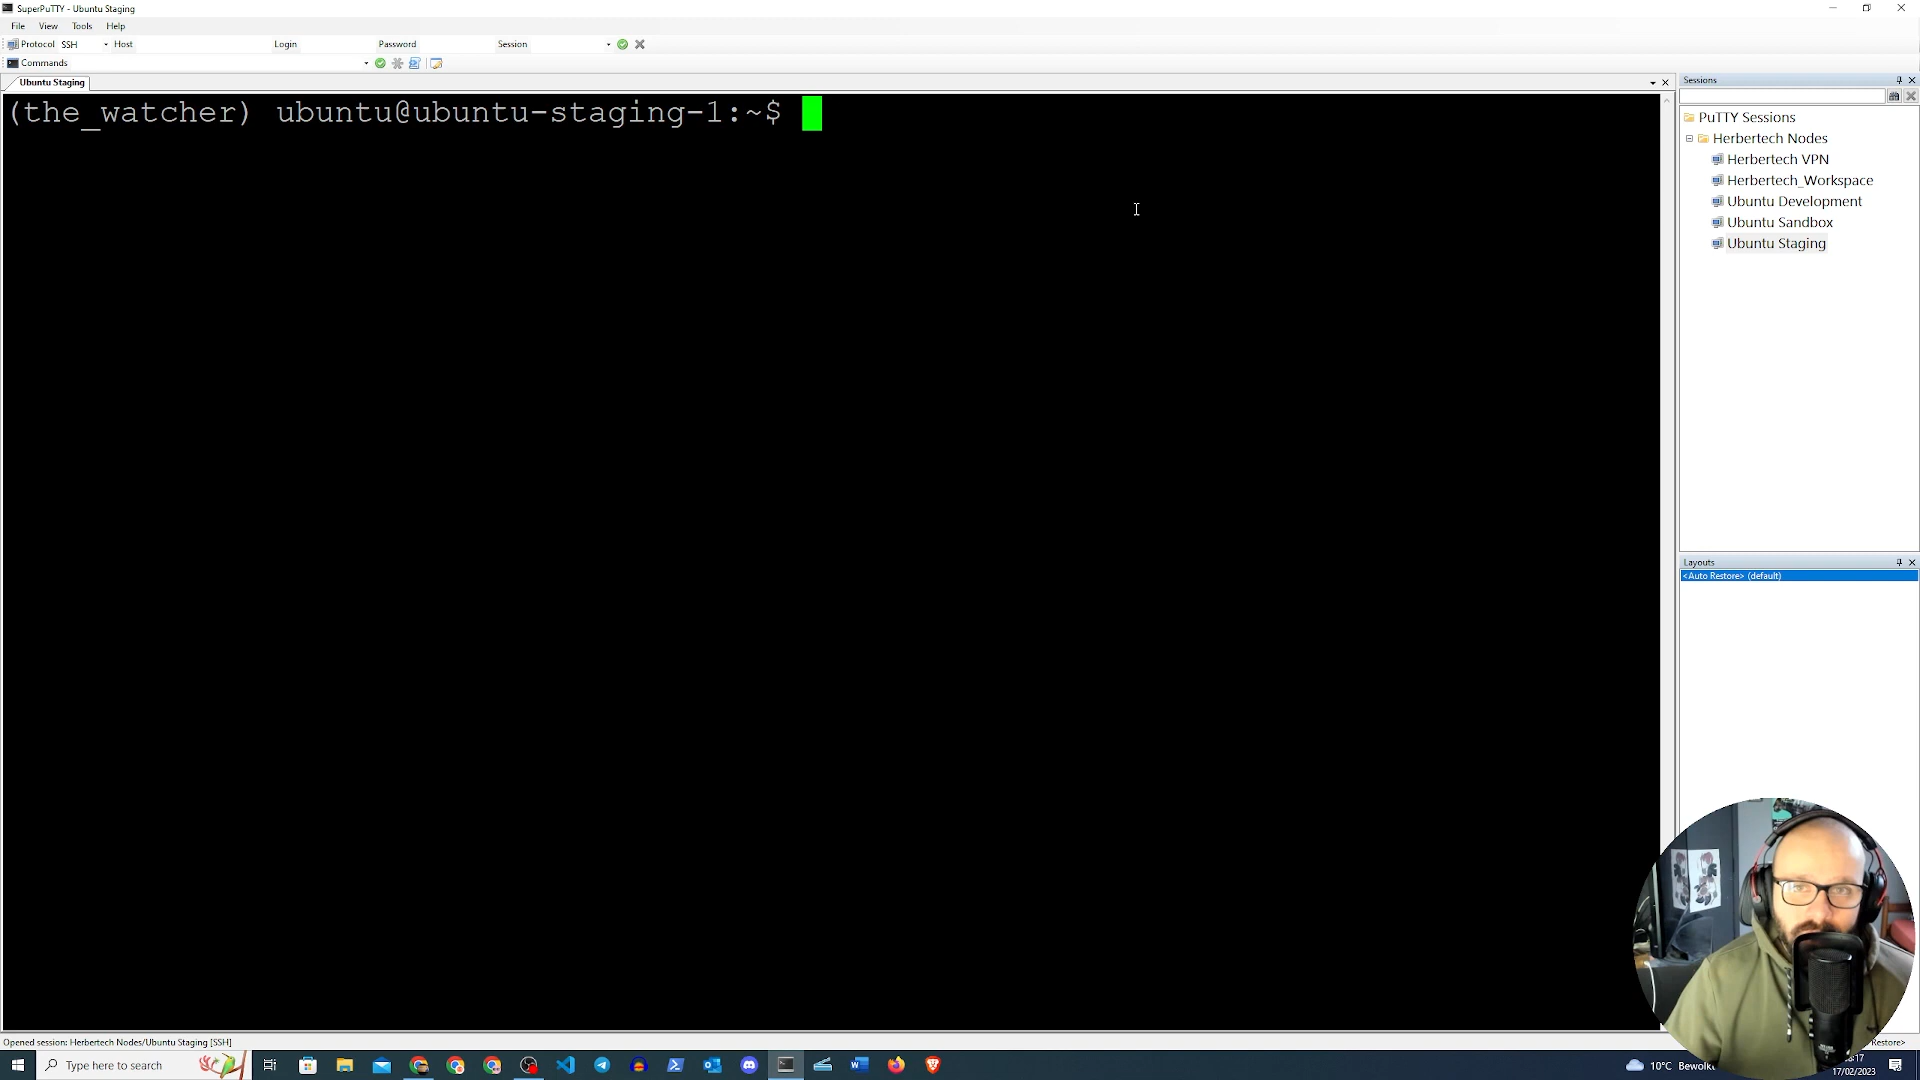 SuperPuTTY - Ubuntu Staging
File View Tools Help
Protocol SSH Host Login Password Session
Commands
Ubuntu Staging
(the_watcher) ubuntu@ubuntu-staging-1:~$
Sessions
PuTTY Sessions
Herbertech Nodes
Herbertech VPN
Herbertech_Workspace
Ubuntu Development
Ubuntu Sandbox
Ubuntu Staging
Layouts
<Auto Restore> (default)
Opened session: Herbertech Nodes/Ubuntu Staging [SSH]
Restore>
Type here to search
10°C Bewolkt
:17
17/02/2023